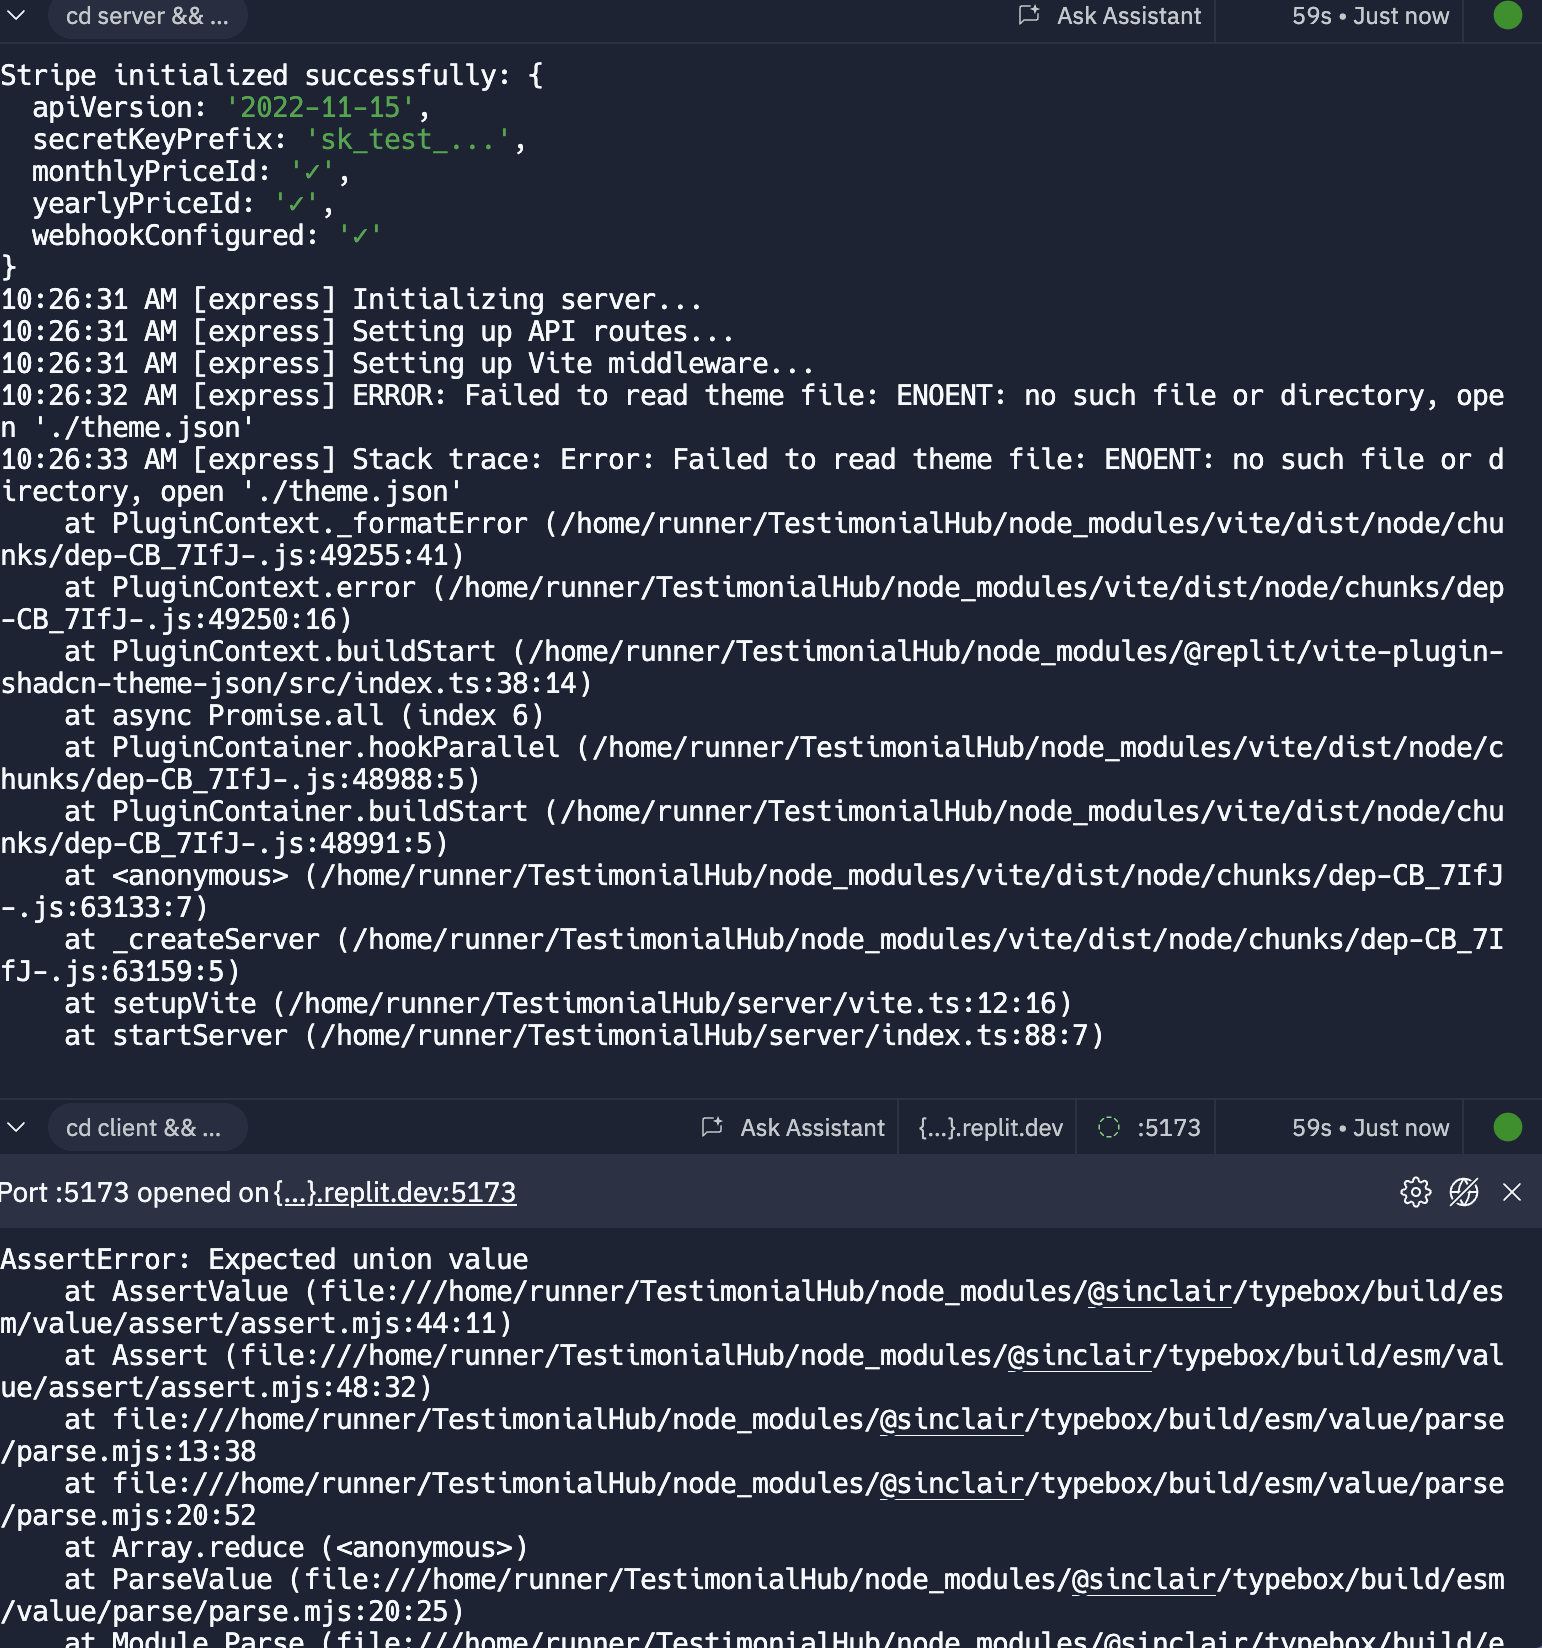 cd server && ...
Ask Assistant
59s • Just now
Stripe initialized successfully: {
  apiVersion: '2022-11-15',
  secretKeyPrefix: 'sk_test_...',
  monthlyPriceId: '✓',
  yearlyPriceId: '✓',
  webhookConfigured: '✓'
}
10:26:31 AM [express] Initializing server...
10:26:31 AM [express] Setting up API routes...
10:26:31 AM [express] Setting up Vite middleware...
10:26:32 AM [express] ERROR: Failed to read theme file: ENOENT: no such file or directory, ope
n './theme.json'
10:26:33 AM [express] Stack trace: Error: Failed to read theme file: ENOENT: no such file or d
irectory, open './theme.json'
    at PluginContext._formatError (/home/runner/TestimonialHub/node_modules/vite/dist/node/chu
nks/dep-CB_7IfJ-.js:49255:41)
    at PluginContext.error (/home/runner/TestimonialHub/node_modules/vite/dist/node/chunks/dep
-CB_7IfJ-.js:49250:16)
    at PluginContext.buildStart (/home/runner/TestimonialHub/node_modules/@replit/vite-plugin-
shadcn-theme-json/src/index.ts:38:14)
    at async Promise.all (index 6)
    at PluginContainer.hookParallel (/home/runner/TestimonialHub/node_modules/vite/dist/node/c
hunks/dep-CB_7IfJ-.js:48988:5)
    at PluginContainer.buildStart (/home/runner/TestimonialHub/node_modules/vite/dist/node/chu
nks/dep-CB_7IfJ-.js:48991:5)
    at <anonymous> (/home/runner/TestimonialHub/node_modules/vite/dist/node/chunks/dep-CB_7IfJ
-.js:63133:7)
    at _createServer (/home/runner/TestimonialHub/node_modules/vite/dist/node/chunks/dep-CB_7I
fJ-.js:63159:5)
    at setupVite (/home/runner/TestimonialHub/server/vite.ts:12:16)
    at startServer (/home/runner/TestimonialHub/server/index.ts:88:7)
cd client && ...
Ask Assistant
{...}.replit.dev
:5173
59s • Just now
Port :5173 opened on {...}.replit.dev:5173
AssertError: Expected union value
    at AssertValue (file:///home/runner/TestimonialHub/node_modules/@sinclair/typebox/build/es
m/value/assert/assert.mjs:44:11)
    at Assert (file:///home/runner/TestimonialHub/node_modules/@sinclair/typebox/build/esm/val
ue/assert/assert.mjs:48:32)
    at file:///home/runner/TestimonialHub/node_modules/@sinclair/typebox/build/esm/value/parse
/parse.mjs:13:38
    at file:///home/runner/TestimonialHub/node_modules/@sinclair/typebox/build/esm/value/parse
/parse.mjs:20:52
    at Array.reduce (<anonymous>)
    at ParseValue (file:///home/runner/TestimonialHub/node_modules/@sinclair/typebox/build/esm
/value/parse/parse.mjs:20:25)
    at Module.Parse (file:///home/runner/TestimonialHub/node_modules/@sinclair/typebox/build/e